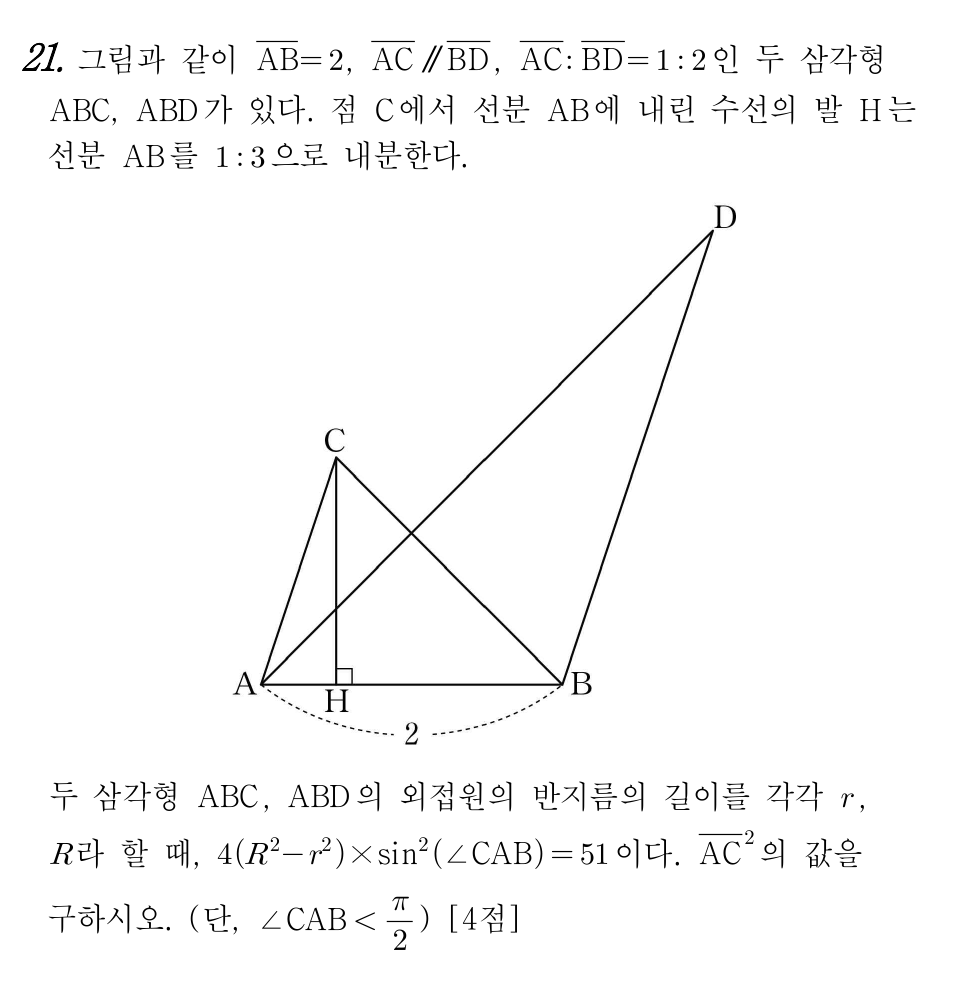 21. 그림과 같이 $\overline{AB}=2$, $\overline{AC} \parallel \overline{BD}$, $\overline{AC}:\overline{BD}=1:2$인 두 삼각형
ABC, ABD가 있다. 점 C에서 선분 AB에 내린 수선의 발 H는
선분 AB를 1:3으로 내분한다.
D
C
A
H
B
2
두 삼각형 ABC, ABD의 외접원의 반지름의 길이를 각각 $r$,
$R$라 할 때, $4(R^2-r^2)\times\sin^2(\angle CAB)=51$이다. $\overline{AC}^2$의 값을
구하시오. (단, $\angle CAB<\frac{\pi}{2}$) [4점]